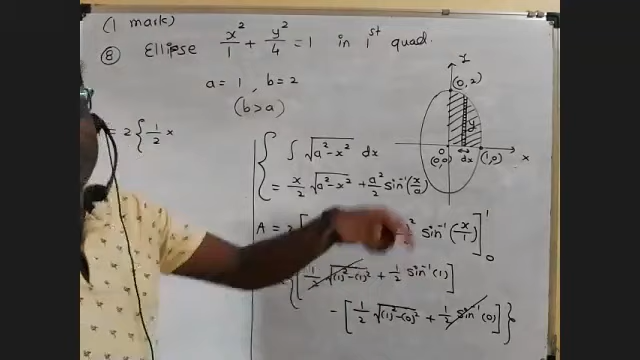 (1 mark)
⑧ Ellipse x²/1 + y²/4 = 1 in 1st quad.
a = 1, b = 2
(b > a)
= 2 { 1/2 x
y
(0, 2)
y
0
(0,0)
dx
(1,0)
x
∫ √(a²-x²) dx
= x/2 √(a²-x²) + a²/2 sin⁻¹(x/a)
A = 2 [ sin⁻¹(x/1) ]₀¹
[ 1/2 √((1)²-(1)²) + 1/2 sin⁻¹(1) ]
- [ 1/2 √((1)²-(0)²) + 1/2 sin⁻¹(0) ] }